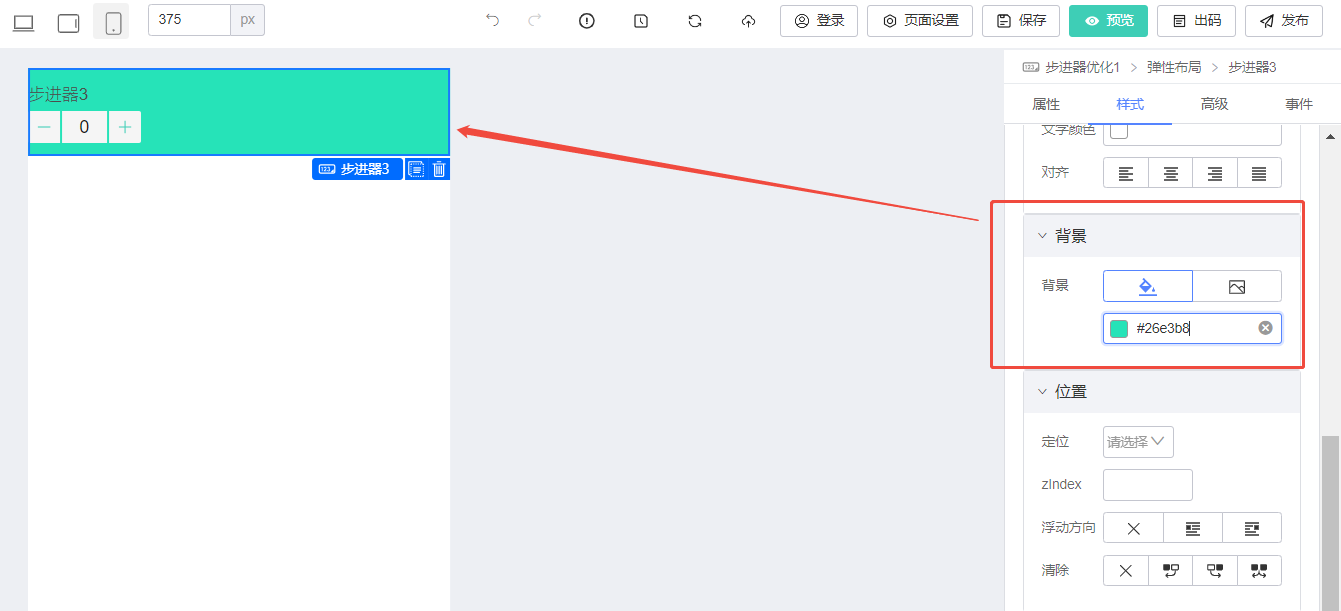 375 px
登录 页面设置 保存 预览 出码 发布
步进器优化1 > 弹性布局 > 步进器3
属性 样式 高级 事件
步进器3
0
步进器3
文字颜色
对齐
背景
背景
#26e3b8
位置
定位 请选择
zIndex
浮动方向
清除